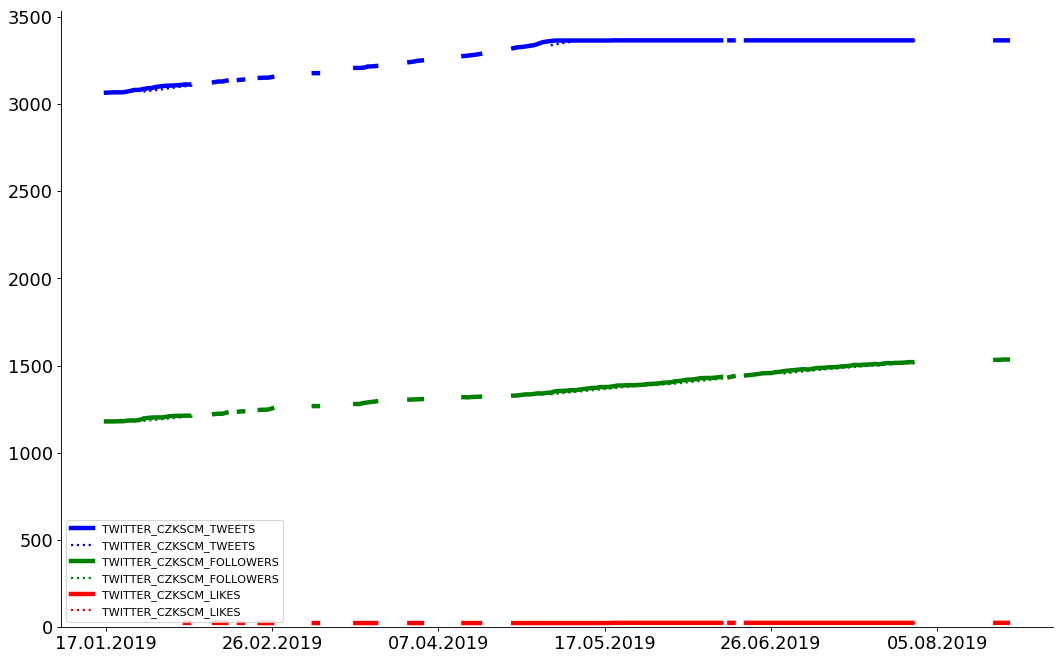 3500
3000
2500
2000
1500
1000
500
0
TWITTER_CZKSCM_TWEETS
TWITTER_CZKSCM_TWEETS
TWITTER_CZKSCM_FOLLOWERS
TWITTER_CZKSCM_FOLLOWERS
TWITTER_CZKSCM_LIKES
TWITTER_CZKSCM_LIKES
17.01.2019 26.02.2019 07.04.2019 17.05.2019 26.06.2019 05.08.2019